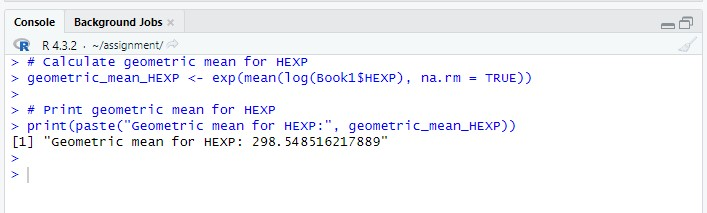 Console Background Jobs ×
R R 4.3.2 · ~/assignment/
> # Calculate geometric mean for HEXP
> geometric_mean_HEXP <- exp(mean(log(Book1$HEXP), na.rm = TRUE))
>
> # Print geometric mean for HEXP
> print(paste("Geometric mean for HEXP:", geometric_mean_HEXP))
[1] "Geometric mean for HEXP: 298.548516217889"
>
>